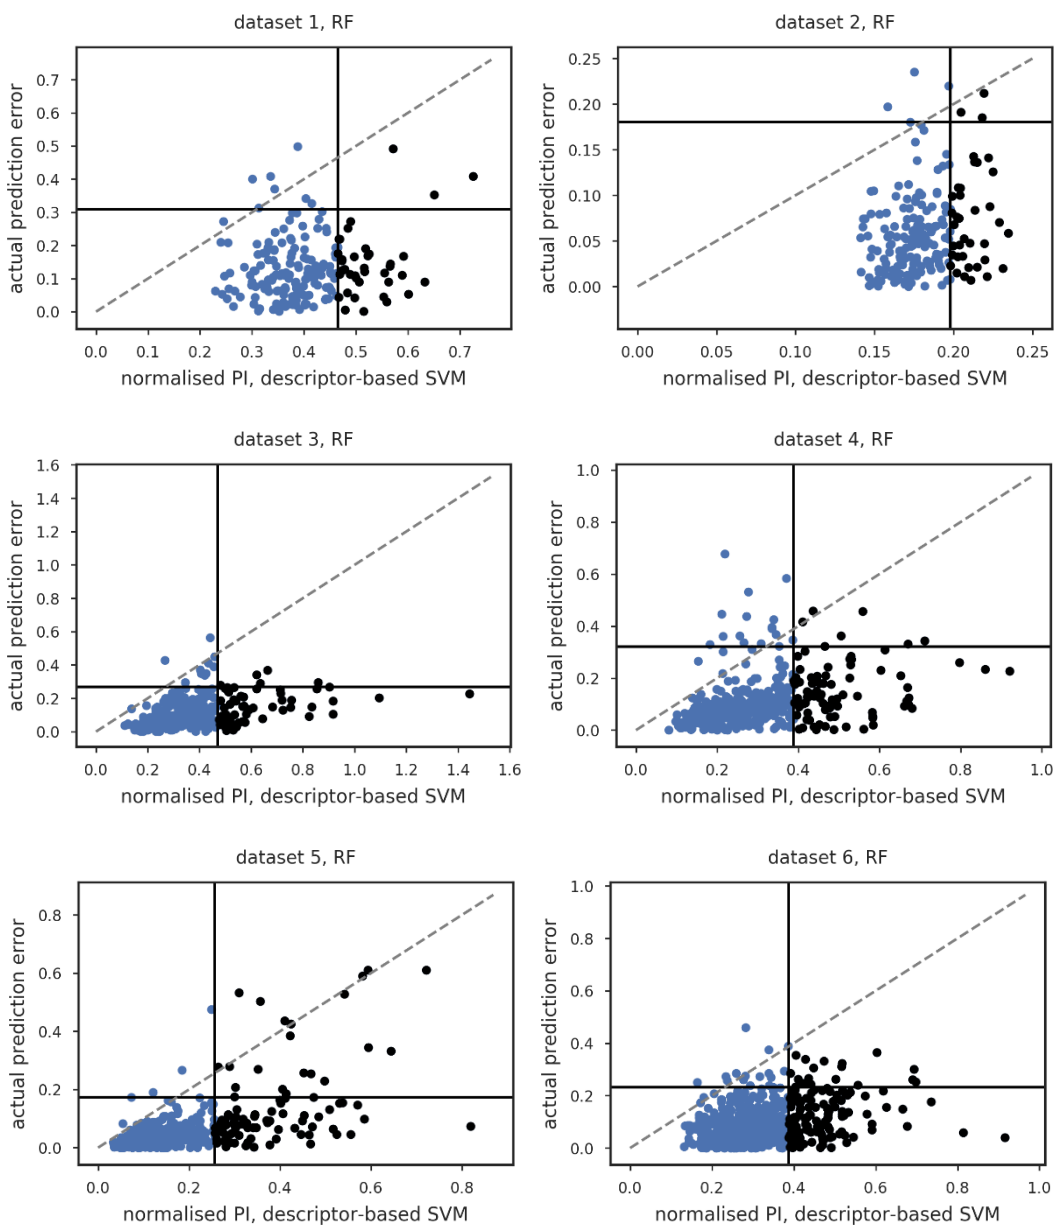 dataset 1, RF
actual prediction error
0.7
0.6
0.5
0.4
0.3
0.2
0.1
0.0
0.0 0.1 0.2 0.3 0.4 0.5 0.6 0.7
normalised PI, descriptor-based SVM
dataset 2, RF
actual prediction error
0.25
0.20
0.15
0.10
0.05
0.00
0.00 0.05 0.10 0.15 0.20 0.25
normalised PI, descriptor-based SVM
dataset 3, RF
actual prediction error
1.6
1.4
1.2
1.0
0.8
0.6
0.4
0.2
0.0
0.0 0.2 0.4 0.6 0.8 1.0 1.2 1.4 1.6
normalised PI, descriptor-based SVM
dataset 4, RF
actual prediction error
1.0
0.8
0.6
0.4
0.2
0.0
0.0 0.2 0.4 0.6 0.8 1.0
normalised PI, descriptor-based SVM
dataset 5, RF
actual prediction error
0.8
0.6
0.4
0.2
0.0
0.0 0.2 0.4 0.6 0.8
normalised PI, descriptor-based SVM
dataset 6, RF
actual prediction error
1.0
0.8
0.6
0.4
0.2
0.0
0.0 0.2 0.4 0.6 0.8 1.0
normalised PI, descriptor-based SVM